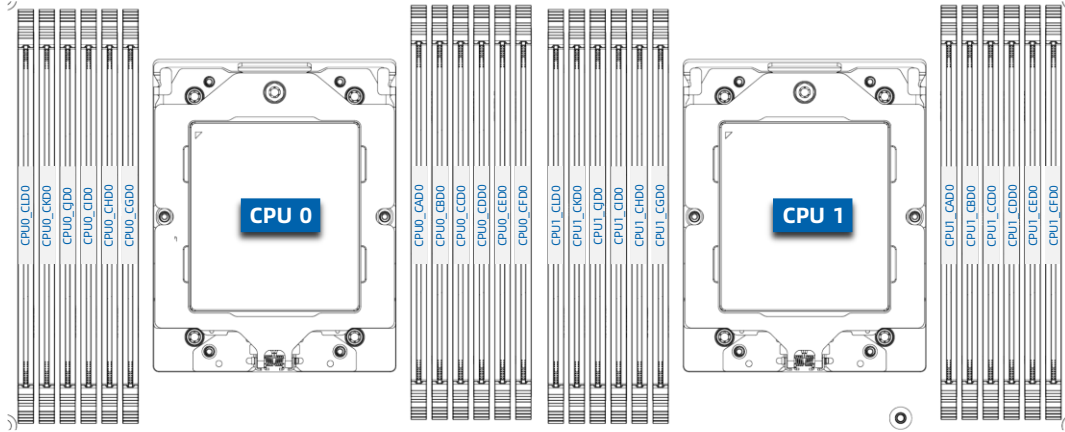 CPU0_CLD0
CPU0_CKD0
CPU0_CJD0
CPU0_CID0
CPU0_CHD0
CPU0_CGD0
CPU 0
CPU0_CAD0
CPU0_CBD0
CPU0_CCD0
CPU0_CDD0
CPU0_CED0
CPU0_CFD0
CPU1_CLD0
CPU1_CKD0
CPU1_CJD0
CPU1_CID0
CPU1_CHD0
CPU1_CGD0
CPU 1
CPU1_CAD0
CPU1_CBD0
CPU1_CCD0
CPU1_CDD0
CPU1_CED0
CPU1_CFD0